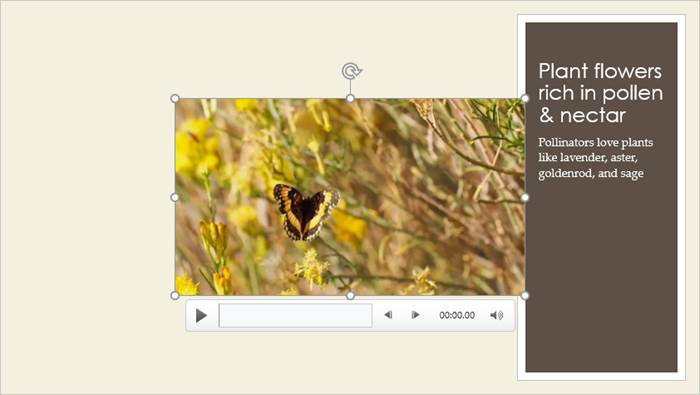 Plant flowers
rich in pollen
& nectar
Pollinators love plants
like lavender, aster,
goldenrod, and sage
00:00.00